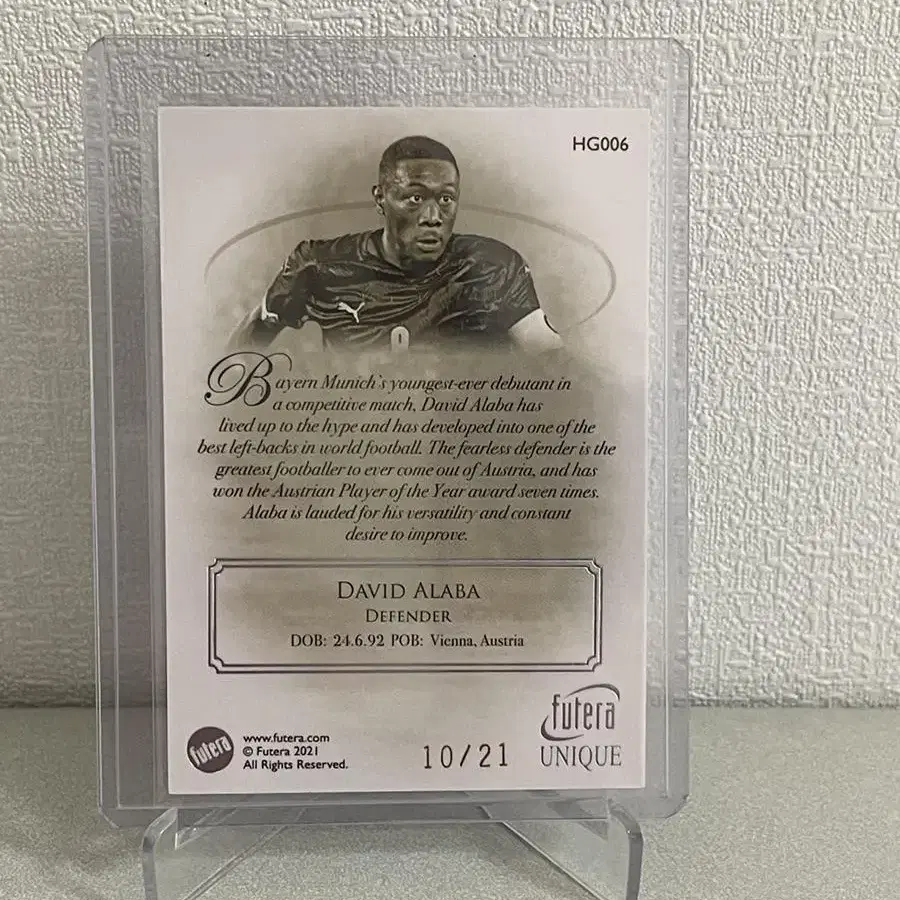 HG006
Bayern Munich's youngest-ever debutant in
a competitive match, David Alaba has
lived up to the hype and has developed into one of the
best left-backs in world football. The fearless defender is the
greatest footballer to ever come out of Austria, and has
won the Austrian Player of the Year award seven times.
Alaba is lauded for his versatility and constant
desire to improve.
DAVID ALABA
DEFENDER
DOB: 24.6.92 POB: Vienna, Austria
futera
www.futera.com
© Futera 2021
All Rights Reserved.
10/21
futera
UNIQUE